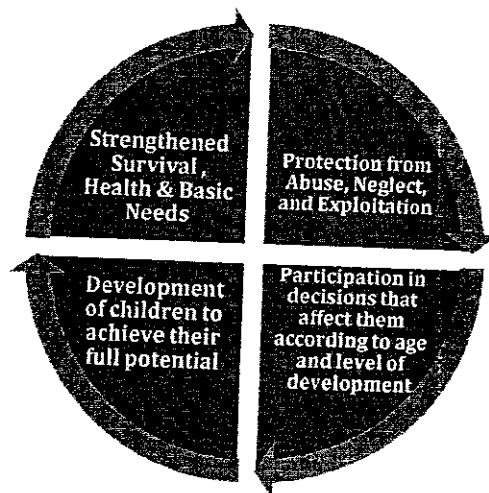 Strengthened
Survival,
Health & Basic
Needs
Protection from
Abuse, Neglect,
and Exploitation
Development
of children to
achieve their
full potential
Participation in
decisions that
affect them
according to age
and level of
development